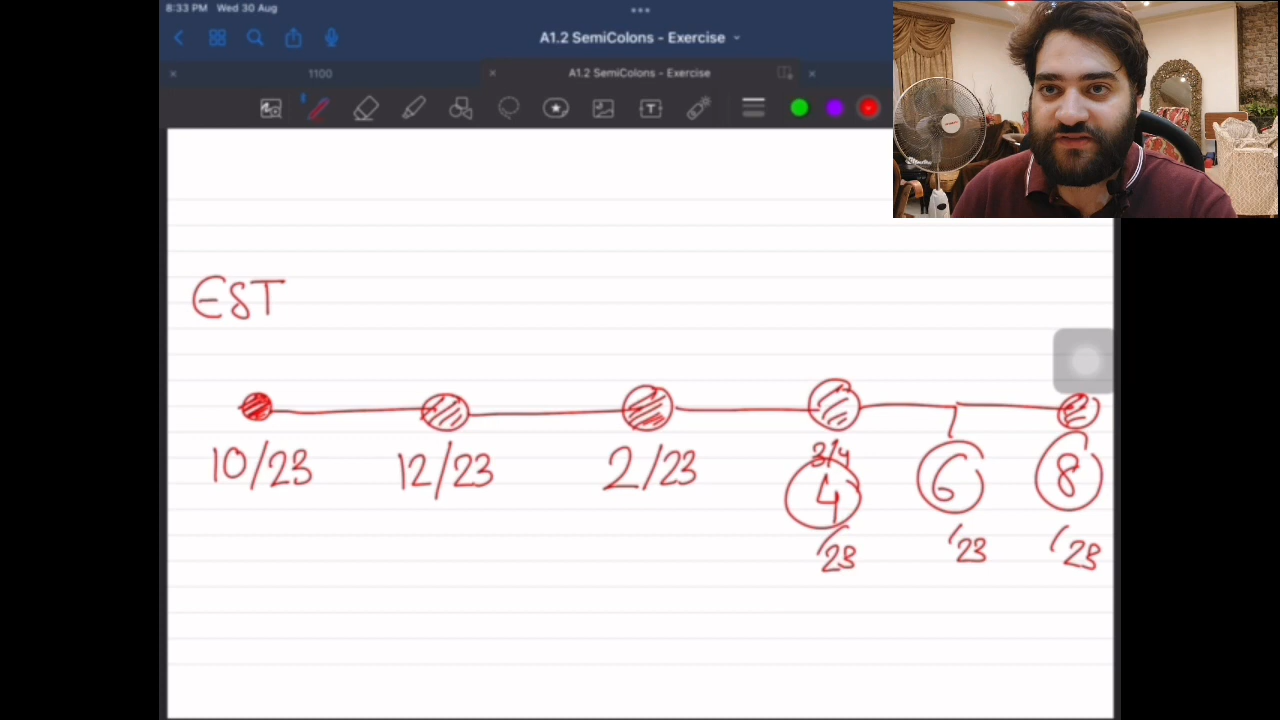 8:33 PM Wed 30 Aug
A1.2 SemiColons - Exercise
1100
A1.2 SemiColons - Exercise
EST
10/23
12/23
2/23
3/4
4
/23
6
/23
8
/23